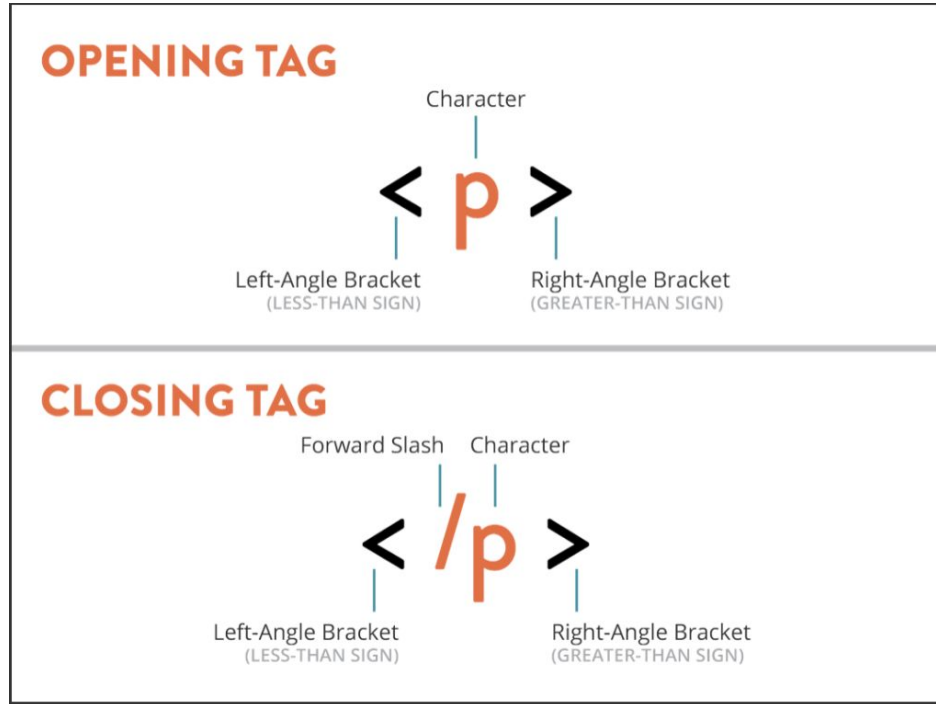 OPENING TAG
Character
< p >
Left-Angle Bracket Right-Angle Bracket
(LESS-THAN SIGN) (GREATER-THAN SIGN)
CLOSING TAG
Forward Slash Character
< /p >
Left-Angle Bracket Right-Angle Bracket
(LESS-THAN SIGN) (GREATER-THAN SIGN)